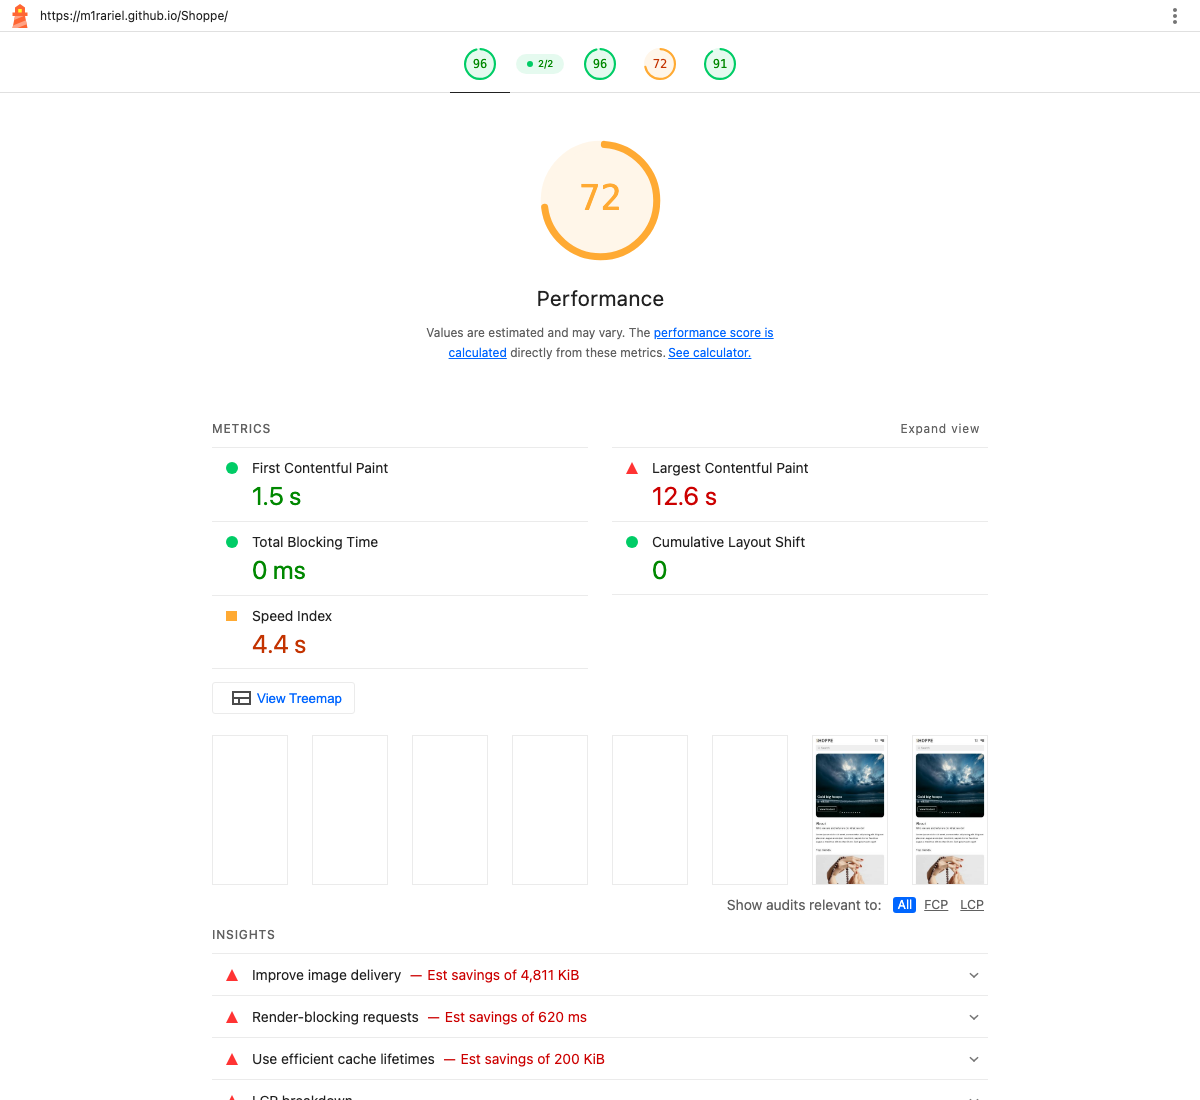 https://m1rariel.github.io/Shoppe/
96
2/2
96
72
91
72
Performance
Values are estimated and may vary. The performance score is
calculated directly from these metrics. See calculator.
METRICS
Expand view
First Contentful Paint
1.5 s
Largest Contentful Paint
12.6 s
Total Blocking Time
0 ms
Cumulative Layout Shift
0
Speed Index
4.4 s
View Treemap
Show audits relevant to: All FCP LCP
INSIGHTS
Improve image delivery — Est savings of 4,811 KiB
Render-blocking requests — Est savings of 620 ms
Use efficient cache lifetimes — Est savings of 200 KiB
LCP breakdown